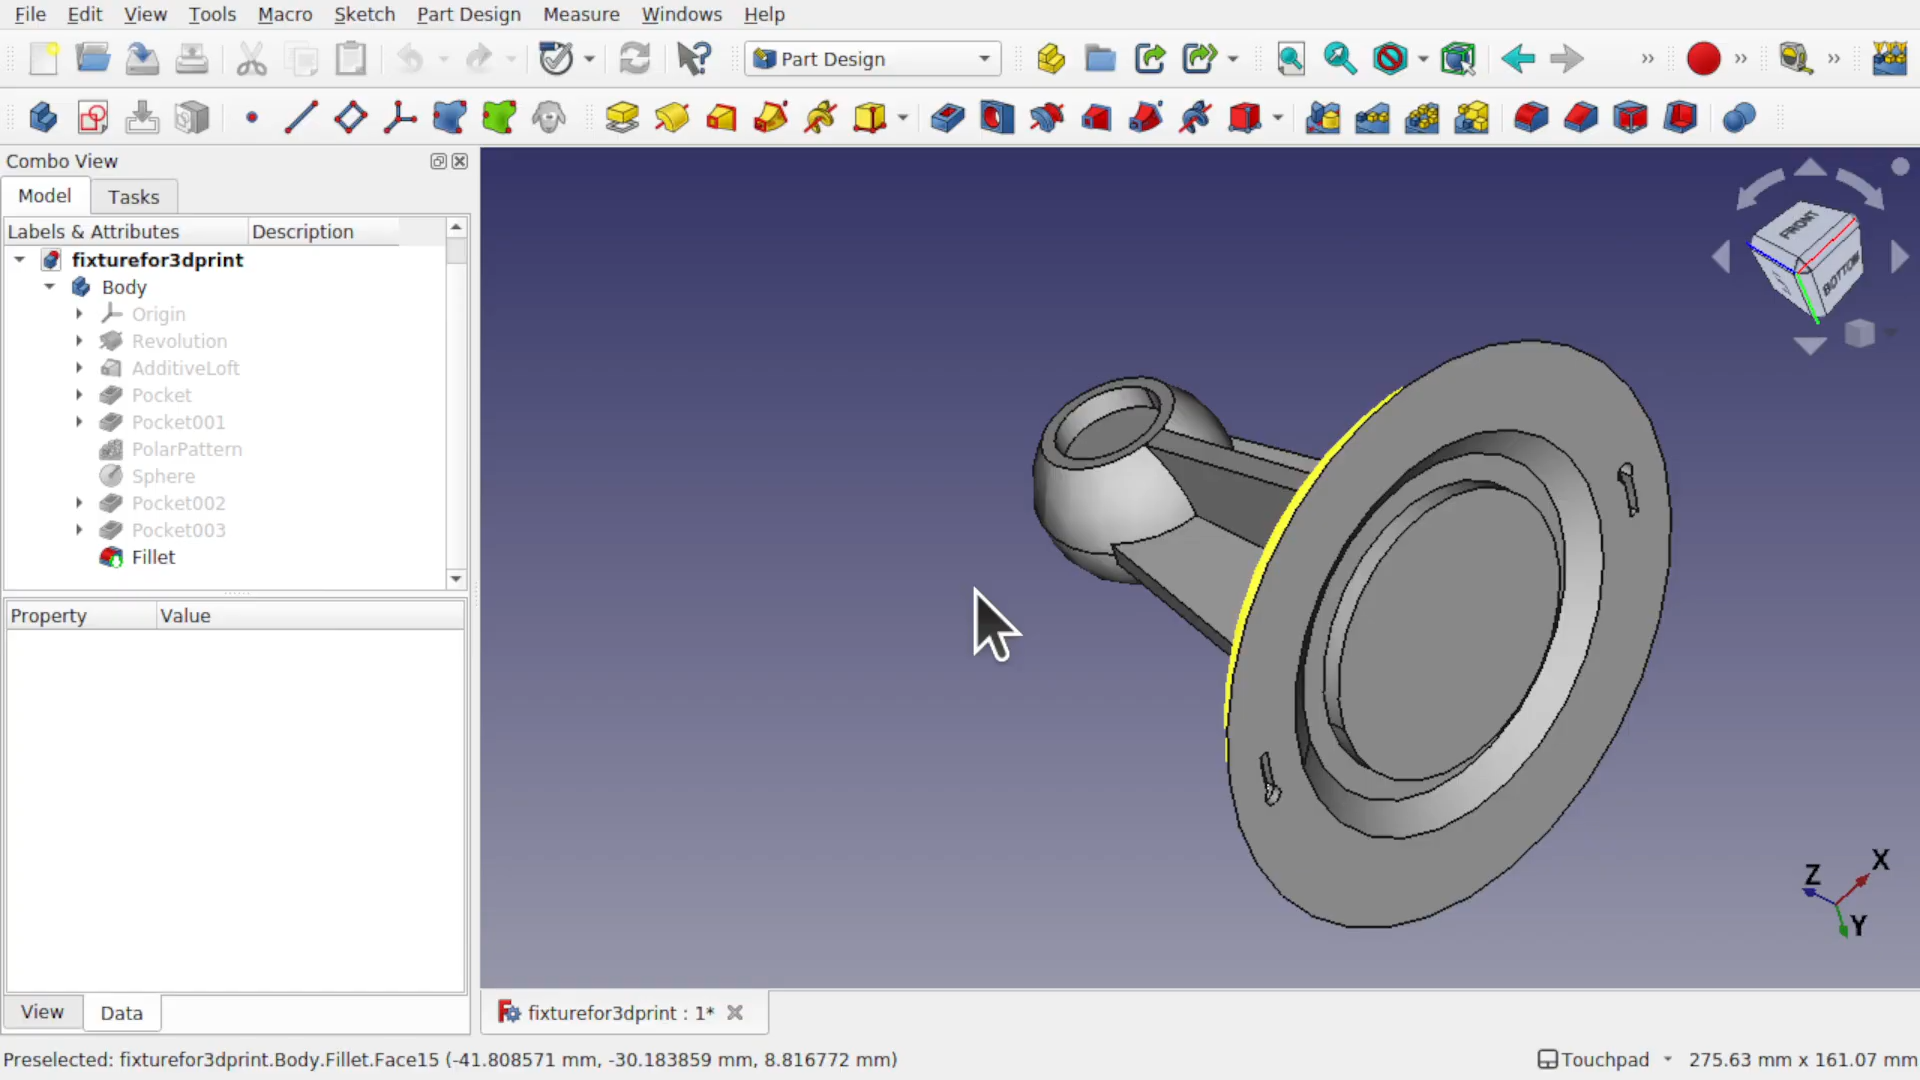 File Edit View Tools Macro Sketch Part Design Measure Windows Help
Part Design
Combo View
Model Tasks
Labels & Attributes Description
fixturefor3dprint
Body
Origin
Revolution
AdditiveLoft
Pocket
Pocket001
PolarPattern
Sphere
Pocket002
Pocket003
Fillet
Property Value
View Data
FRONT
BOTTOM
X
Z
Y
fixturefor3dprint : 1*
Preselected: fixturefor3dprint.Body.Fillet.Face15 (-41.808571 mm, -30.183859 mm, 8.816772 mm)
Touchpad 275.63 mm x 161.07 mm